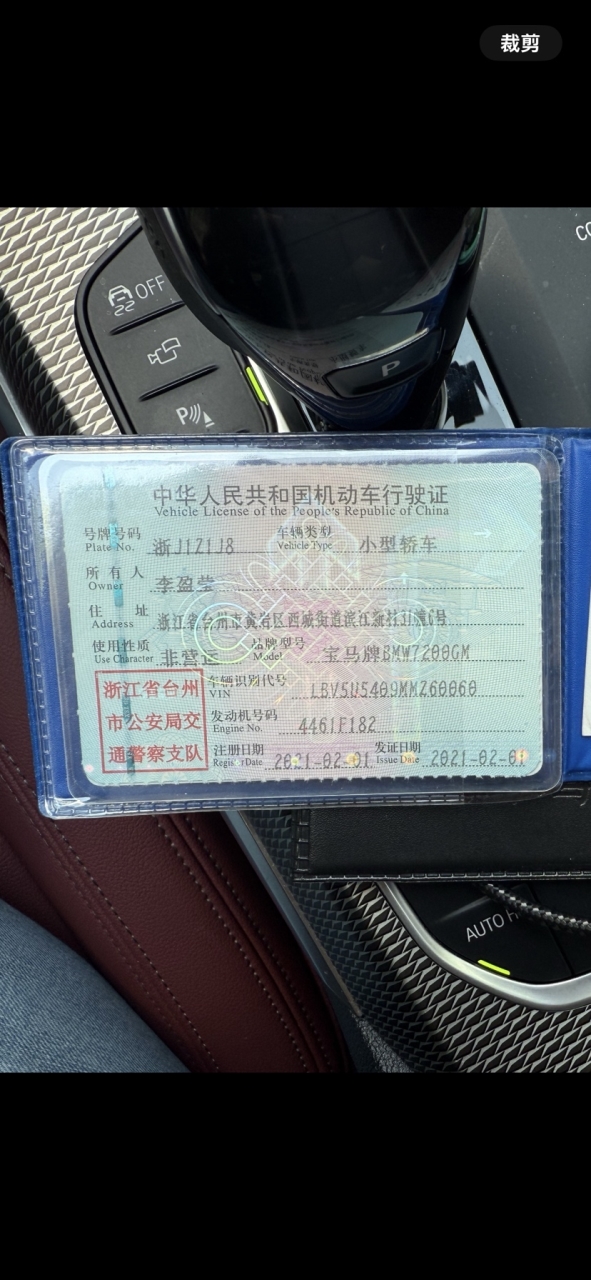 裁剪
CO
OFF
P
P
中华人民共和国机动车行驶证
Vehicle License of the People's Republic of China
号牌号码 浙J1Z1J8 车辆类型 小型轿车
Plate No. Vehicle Type
所有人 李盈莹
Owner
住址 浙江省台州市黄岩区西城街道滨江
Address
使用性质 非营运 品牌型号 宝马牌BMW7200GM
Use Character Model
浙江省台州
市公安局交
通警察支队
车辆识别代号 LBV5U5409MMZ60060
VIN
发动机号码 4461F182
Engine No.
注册日期 2021-02-01 发证日期 2021-02-01
Register Date Issue Date
AUTO H